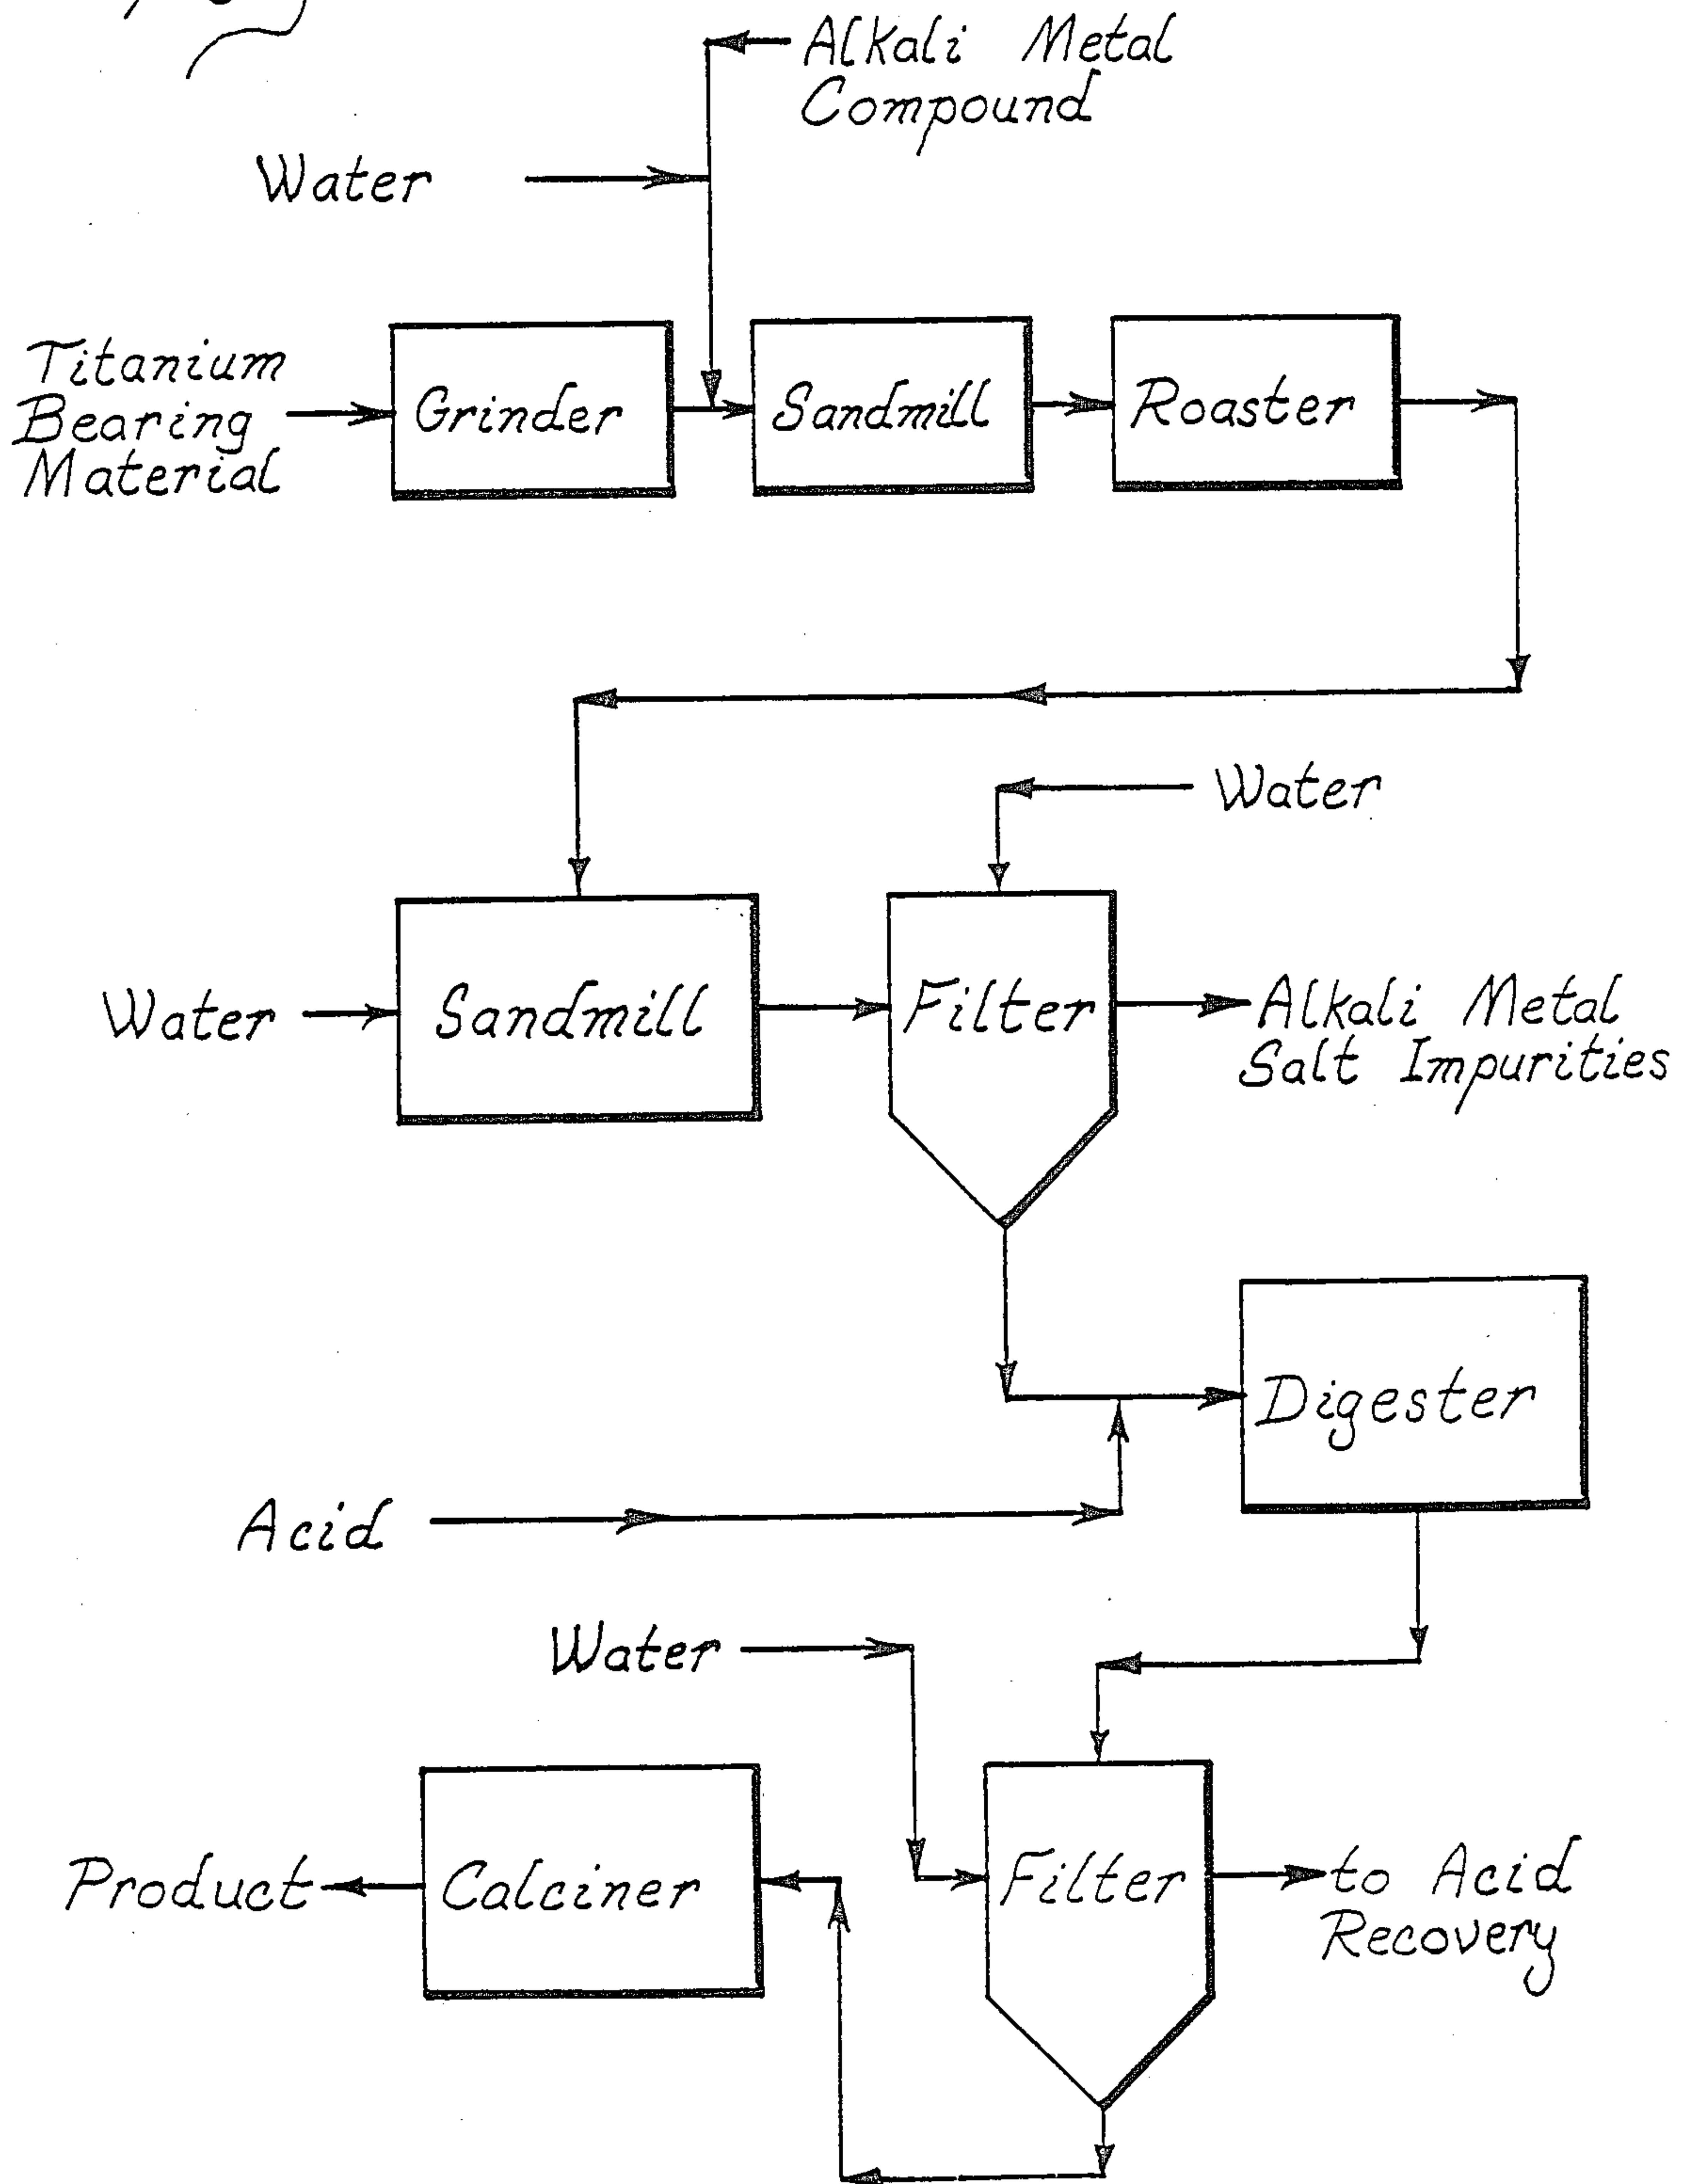 Alkali Metal
Compound
Water
Titanium
Bearing
Material
Grinder
Sandmill
Roaster
Water
Water
Sandmill
Filter
Alkali Metal
Salt Impurities
Digester
Acid
Water
Product
Calciner
Filter
to Acid
Recovery